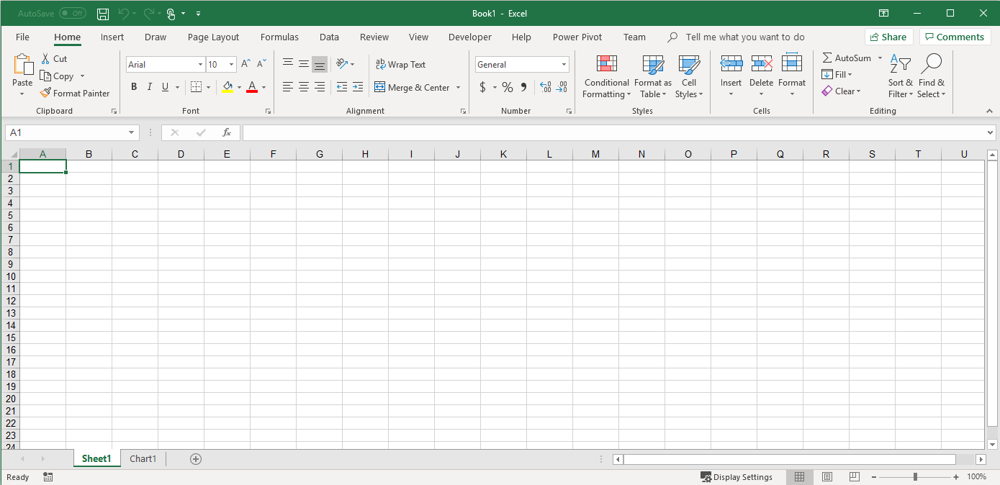 AutoSave Off Book1 - Excel
File Home Insert Draw Page Layout Formulas Data Review View Developer Help Power Pivot Team Tell me what you want to do Share Comments
Paste
Cut
Copy
Format Painter
Clipboard
Arial 10
B I U A
Font
Wrap Text
Merge & Center
Alignment
General
$ %
Number
Conditional Formatting
Format as Table
Cell Styles
Styles
Insert Delete Format
Cells
AutoSum
Fill
Clear
Sort & Filter
Find & Select
Editing
A1 fx
A B C D E F G H I J K L M N O P Q R S T U
1
2
3
4
5
6
7
8
9
10
11
12
13
14
15
16
17
18
19
20
21
22
23
24
Sheet1 Chart1
Ready Display Settings 100%